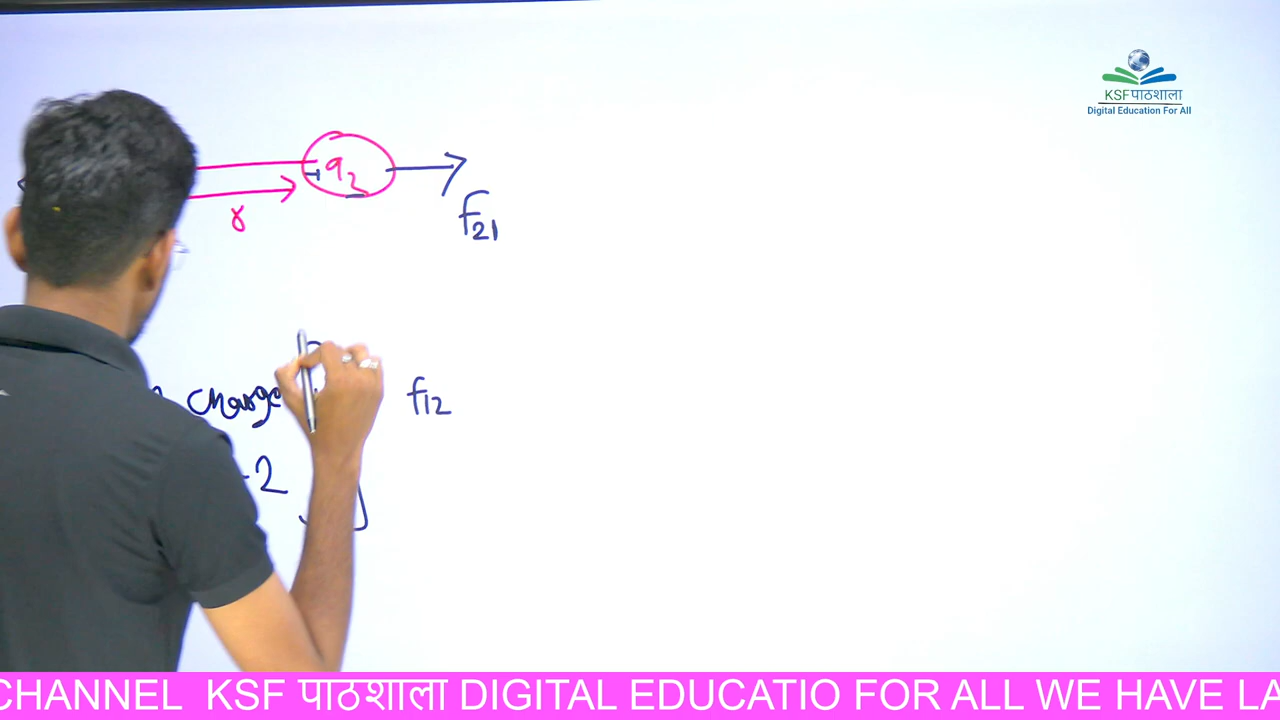 KSF पाठशाला
Digital Education For All
q2
r
f21
charge
f12
-2
CHANNEL KSF पाठशाला DIGITAL EDUCATIO FOR ALL WE HAVE LA